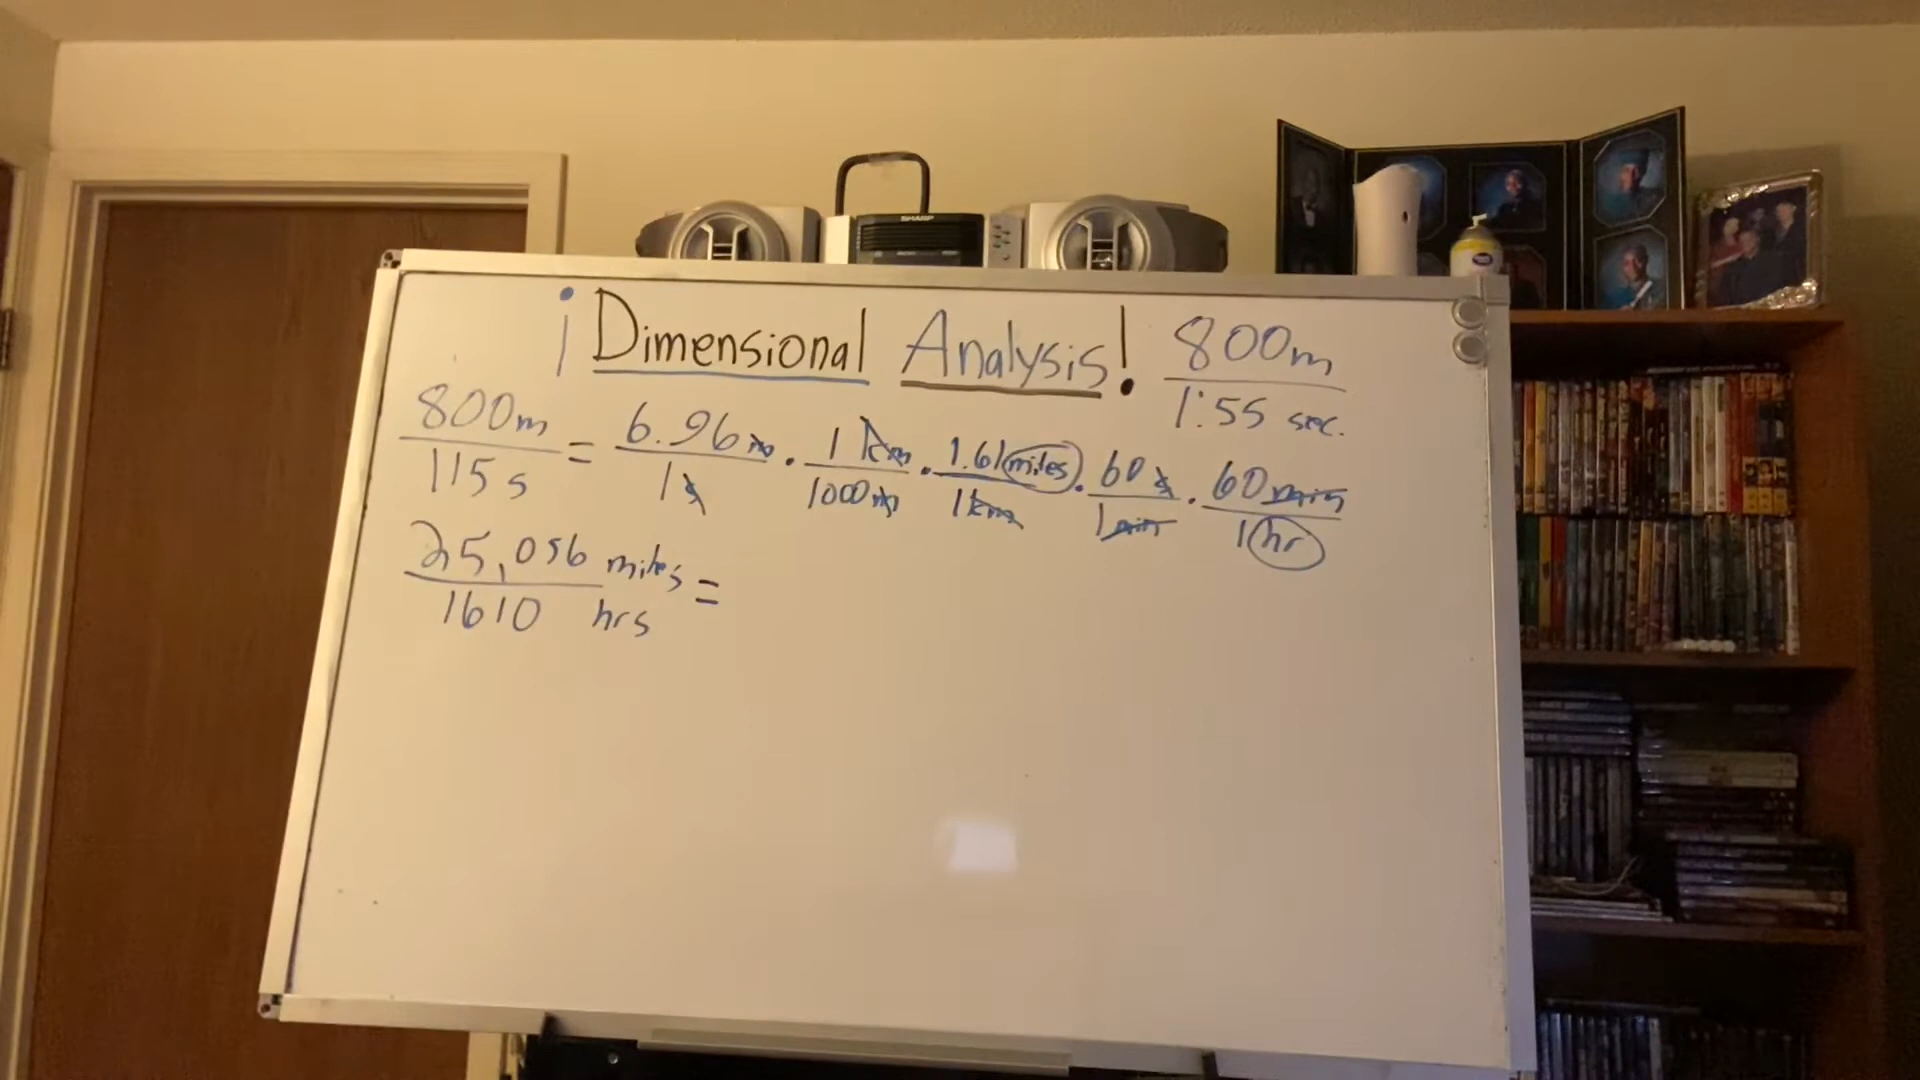 SHARP
¡Dimensional Analysis!
800m
1:55 sec.
800m / 115 s = 6.96 m / 1 s · 1 km / 1000 m · 1.61 miles / 1 km · 60 s / 1 min · 60 min / 1 hr
25,056 miles / 1610 hrs =